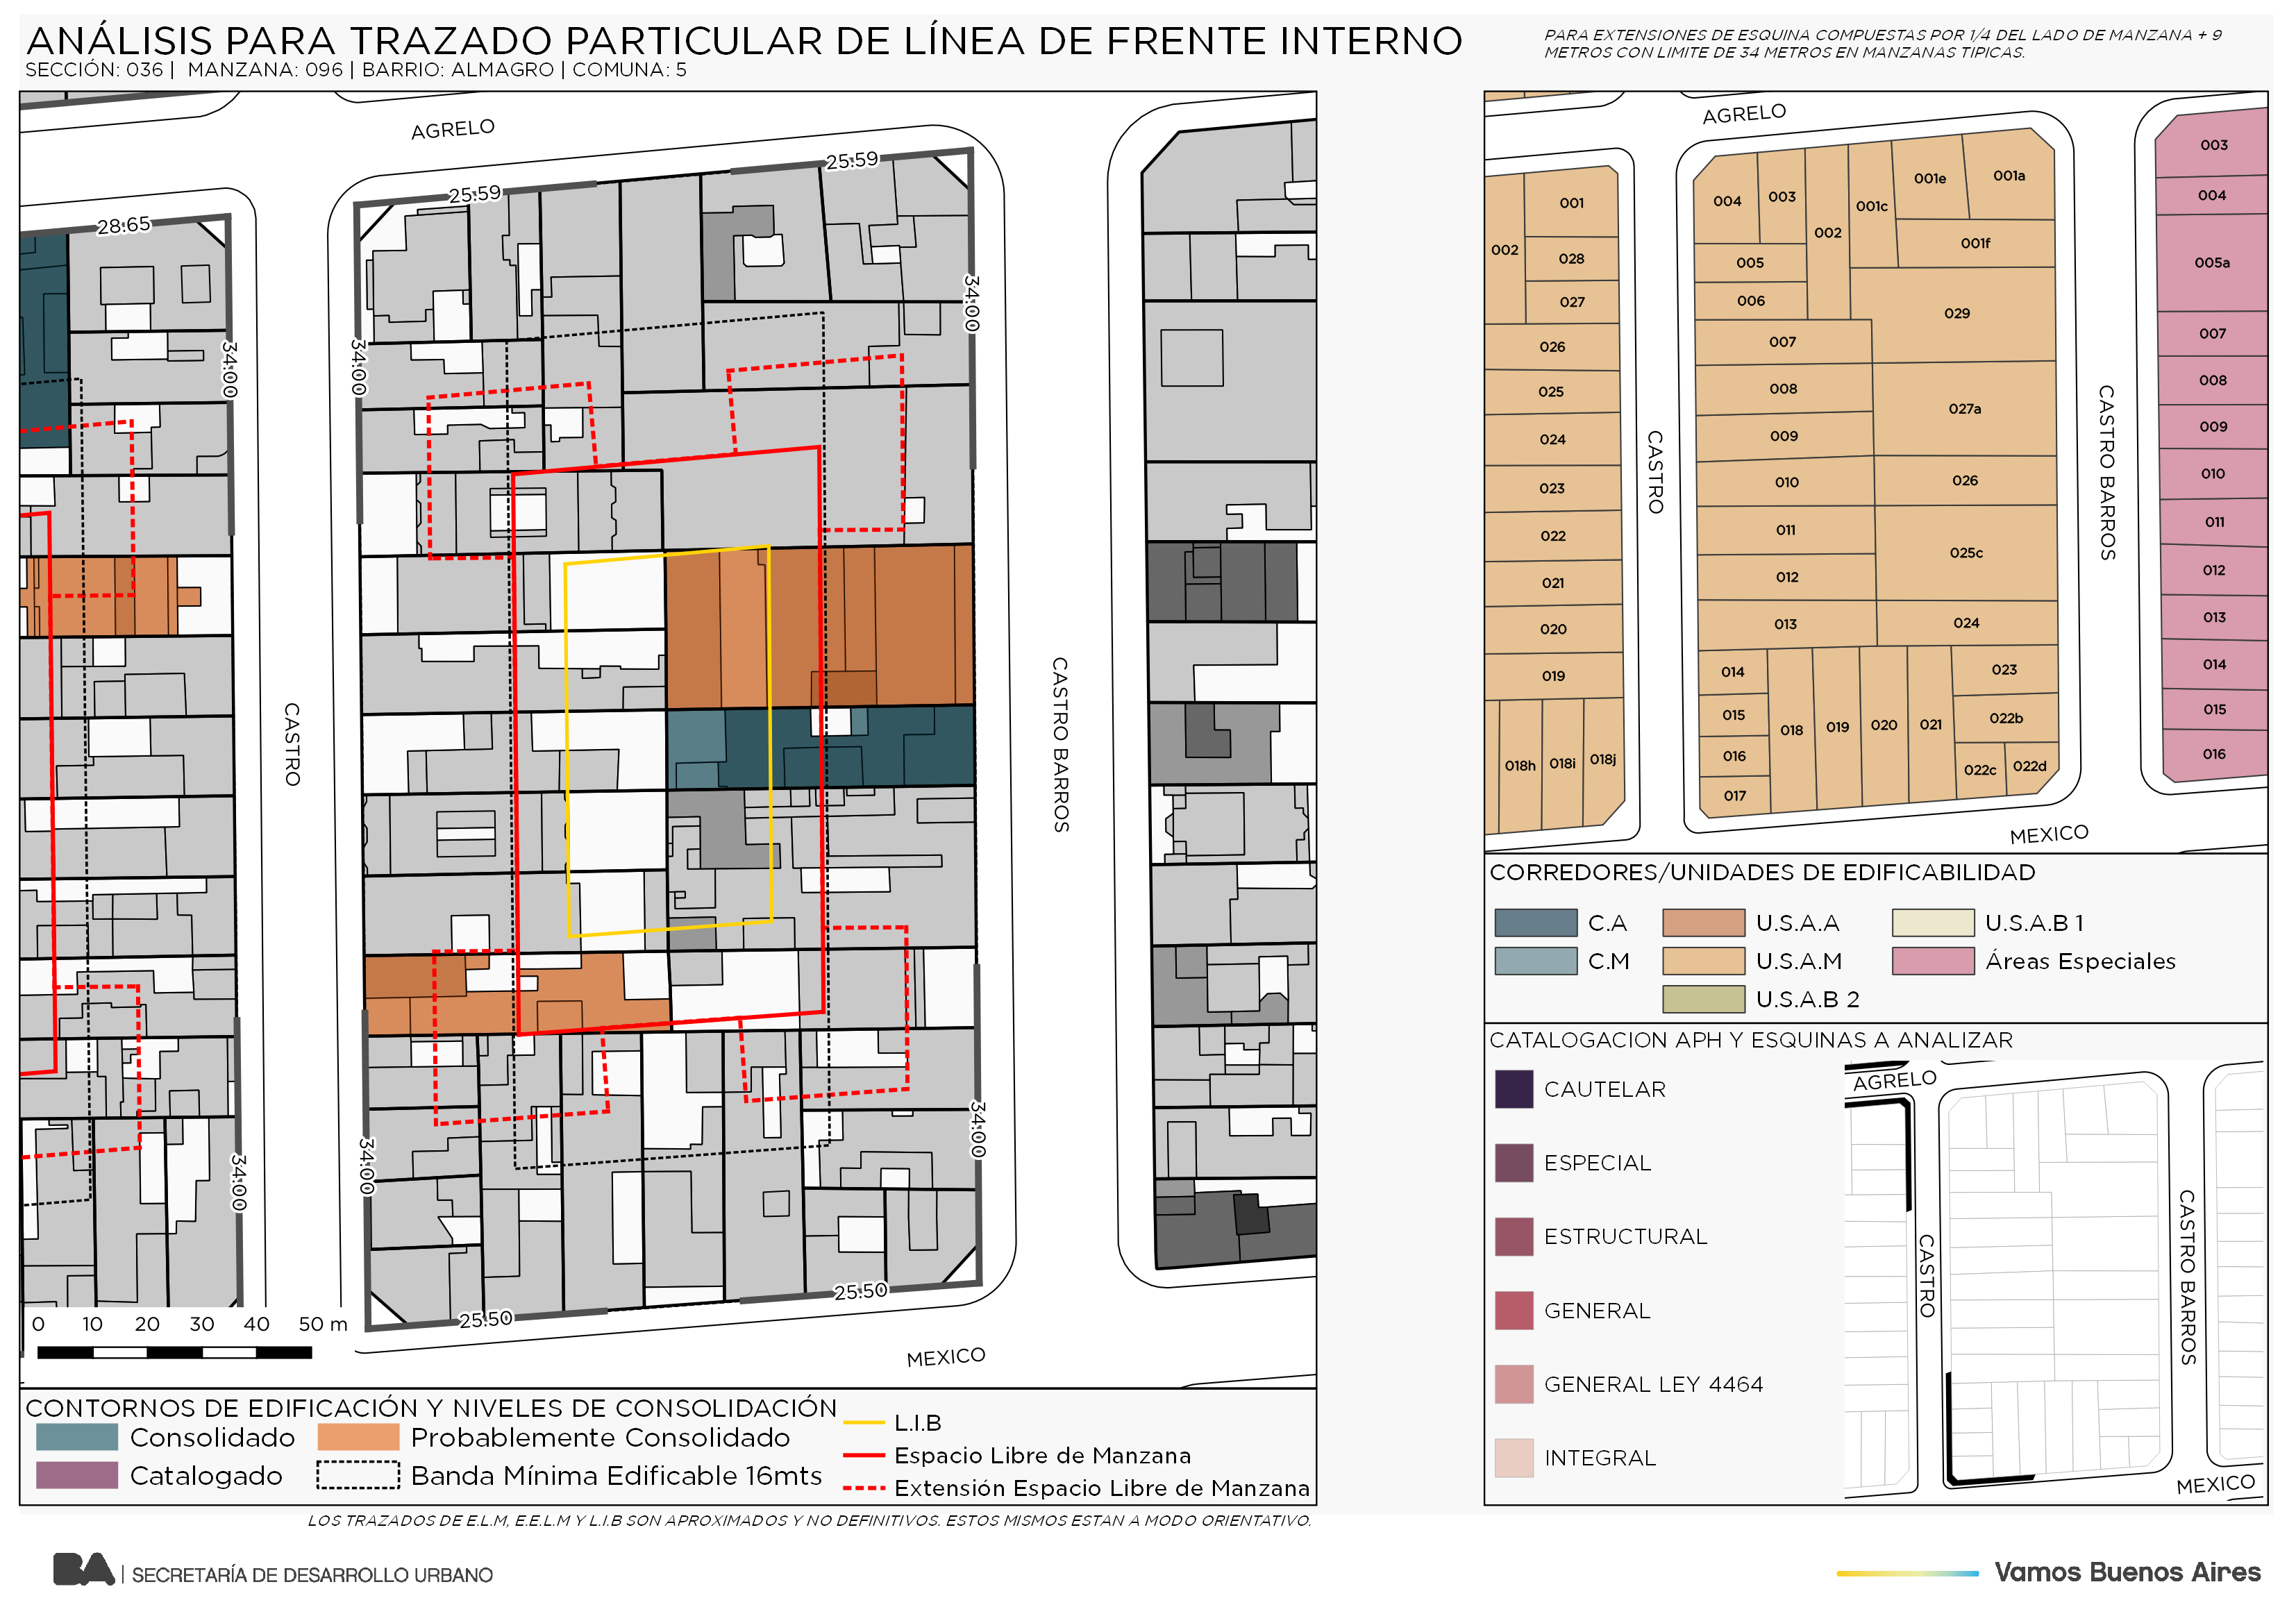 ANÁLISIS PARA TRAZADO PARTICULAR DE LÍNEA DE FRENTE INTERNO
SECCIÓN: 036 | MANZANA: 096 | BARRIO: ALMAGRO | COMUNA: 5
PARA EXTENSIONES DE ESQUINA COMPUESTAS POR 1/4 DEL LADO DE MANZANA + 9
METROS CON LIMITE DE 34 METROS EN MANZANAS TIPICAS.
AGRELO
25.59
25.59
28.65
34.00
34.00
34.00
CASTRO
CASTRO BARROS
34.00
34.00
34.00
25.50
25.50
MEXICO
0 10 20 30 40 50 m
CONTORNOS DE EDIFICACIÓN Y NIVELES DE CONSOLIDACIÓN
Consolidado
Probablemente Consolidado
Catalogado
Banda Mínima Edificable 16mts
L.I.B
Espacio Libre de Manzana
Extensión Espacio Libre de Manzana
LOS TRAZADOS DE E.L.M, E.E.L.M Y L.I.B SON APROXIMADOS Y NO DEFINITIVOS. ESTOS MISMOS ESTAN A MODO ORIENTATIVO.
AGRELO
CASTRO
CASTRO BARROS
MEXICO
001
002
028
027
026
025
024
023
022
021
020
019
018h
018i
018j
004
003
002
001c
001e
001a
001f
005
006
029
007
008
027a
009
010
026
011
025c
012
013
024
014
023
015
022b
016
017
018
019
020
021
022c
022d
003
004
005a
007
008
009
010
011
012
013
014
015
016
CORREDORES/UNIDADES DE EDIFICABILIDAD
C.A
U.S.A.A
U.S.A.B 1
C.M
U.S.A.M
Áreas Especiales
U.S.A.B 2
CATALOGACION APH Y ESQUINAS A ANALIZAR
CAUTELAR
ESPECIAL
ESTRUCTURAL
GENERAL
GENERAL LEY 4464
INTEGRAL
AGRELO
CASTRO
CASTRO BARROS
MEXICO
BA | SECRETARÍA DE DESARROLLO URBANO
Vamos Buenos Aires